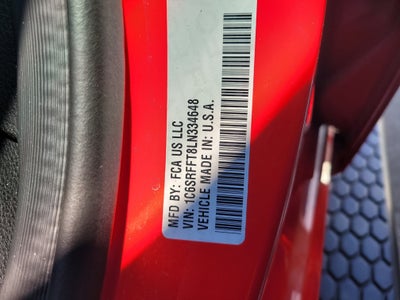 MFD BY: FCA US LLC
VIN: 1C6SRFFT8LN334648
VEHICLE MADE IN: U.S.A.